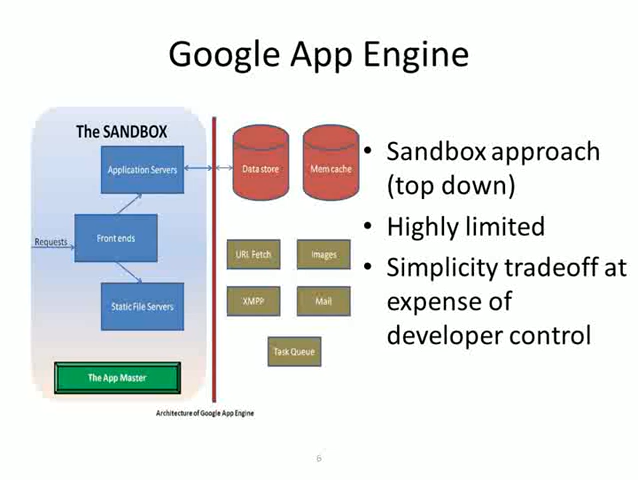 Google App Engine
The SANDBOX
Application Servers
Data store
Mem cache
Requests
Front ends
URL Fetch
Images
Static File Servers
XMPP
Mail
Task Queue
The App Master
Architecture of Google App Engine
• Sandbox approach
(top down)
• Highly limited
• Simplicity tradeoff at
expense of
developer control
6